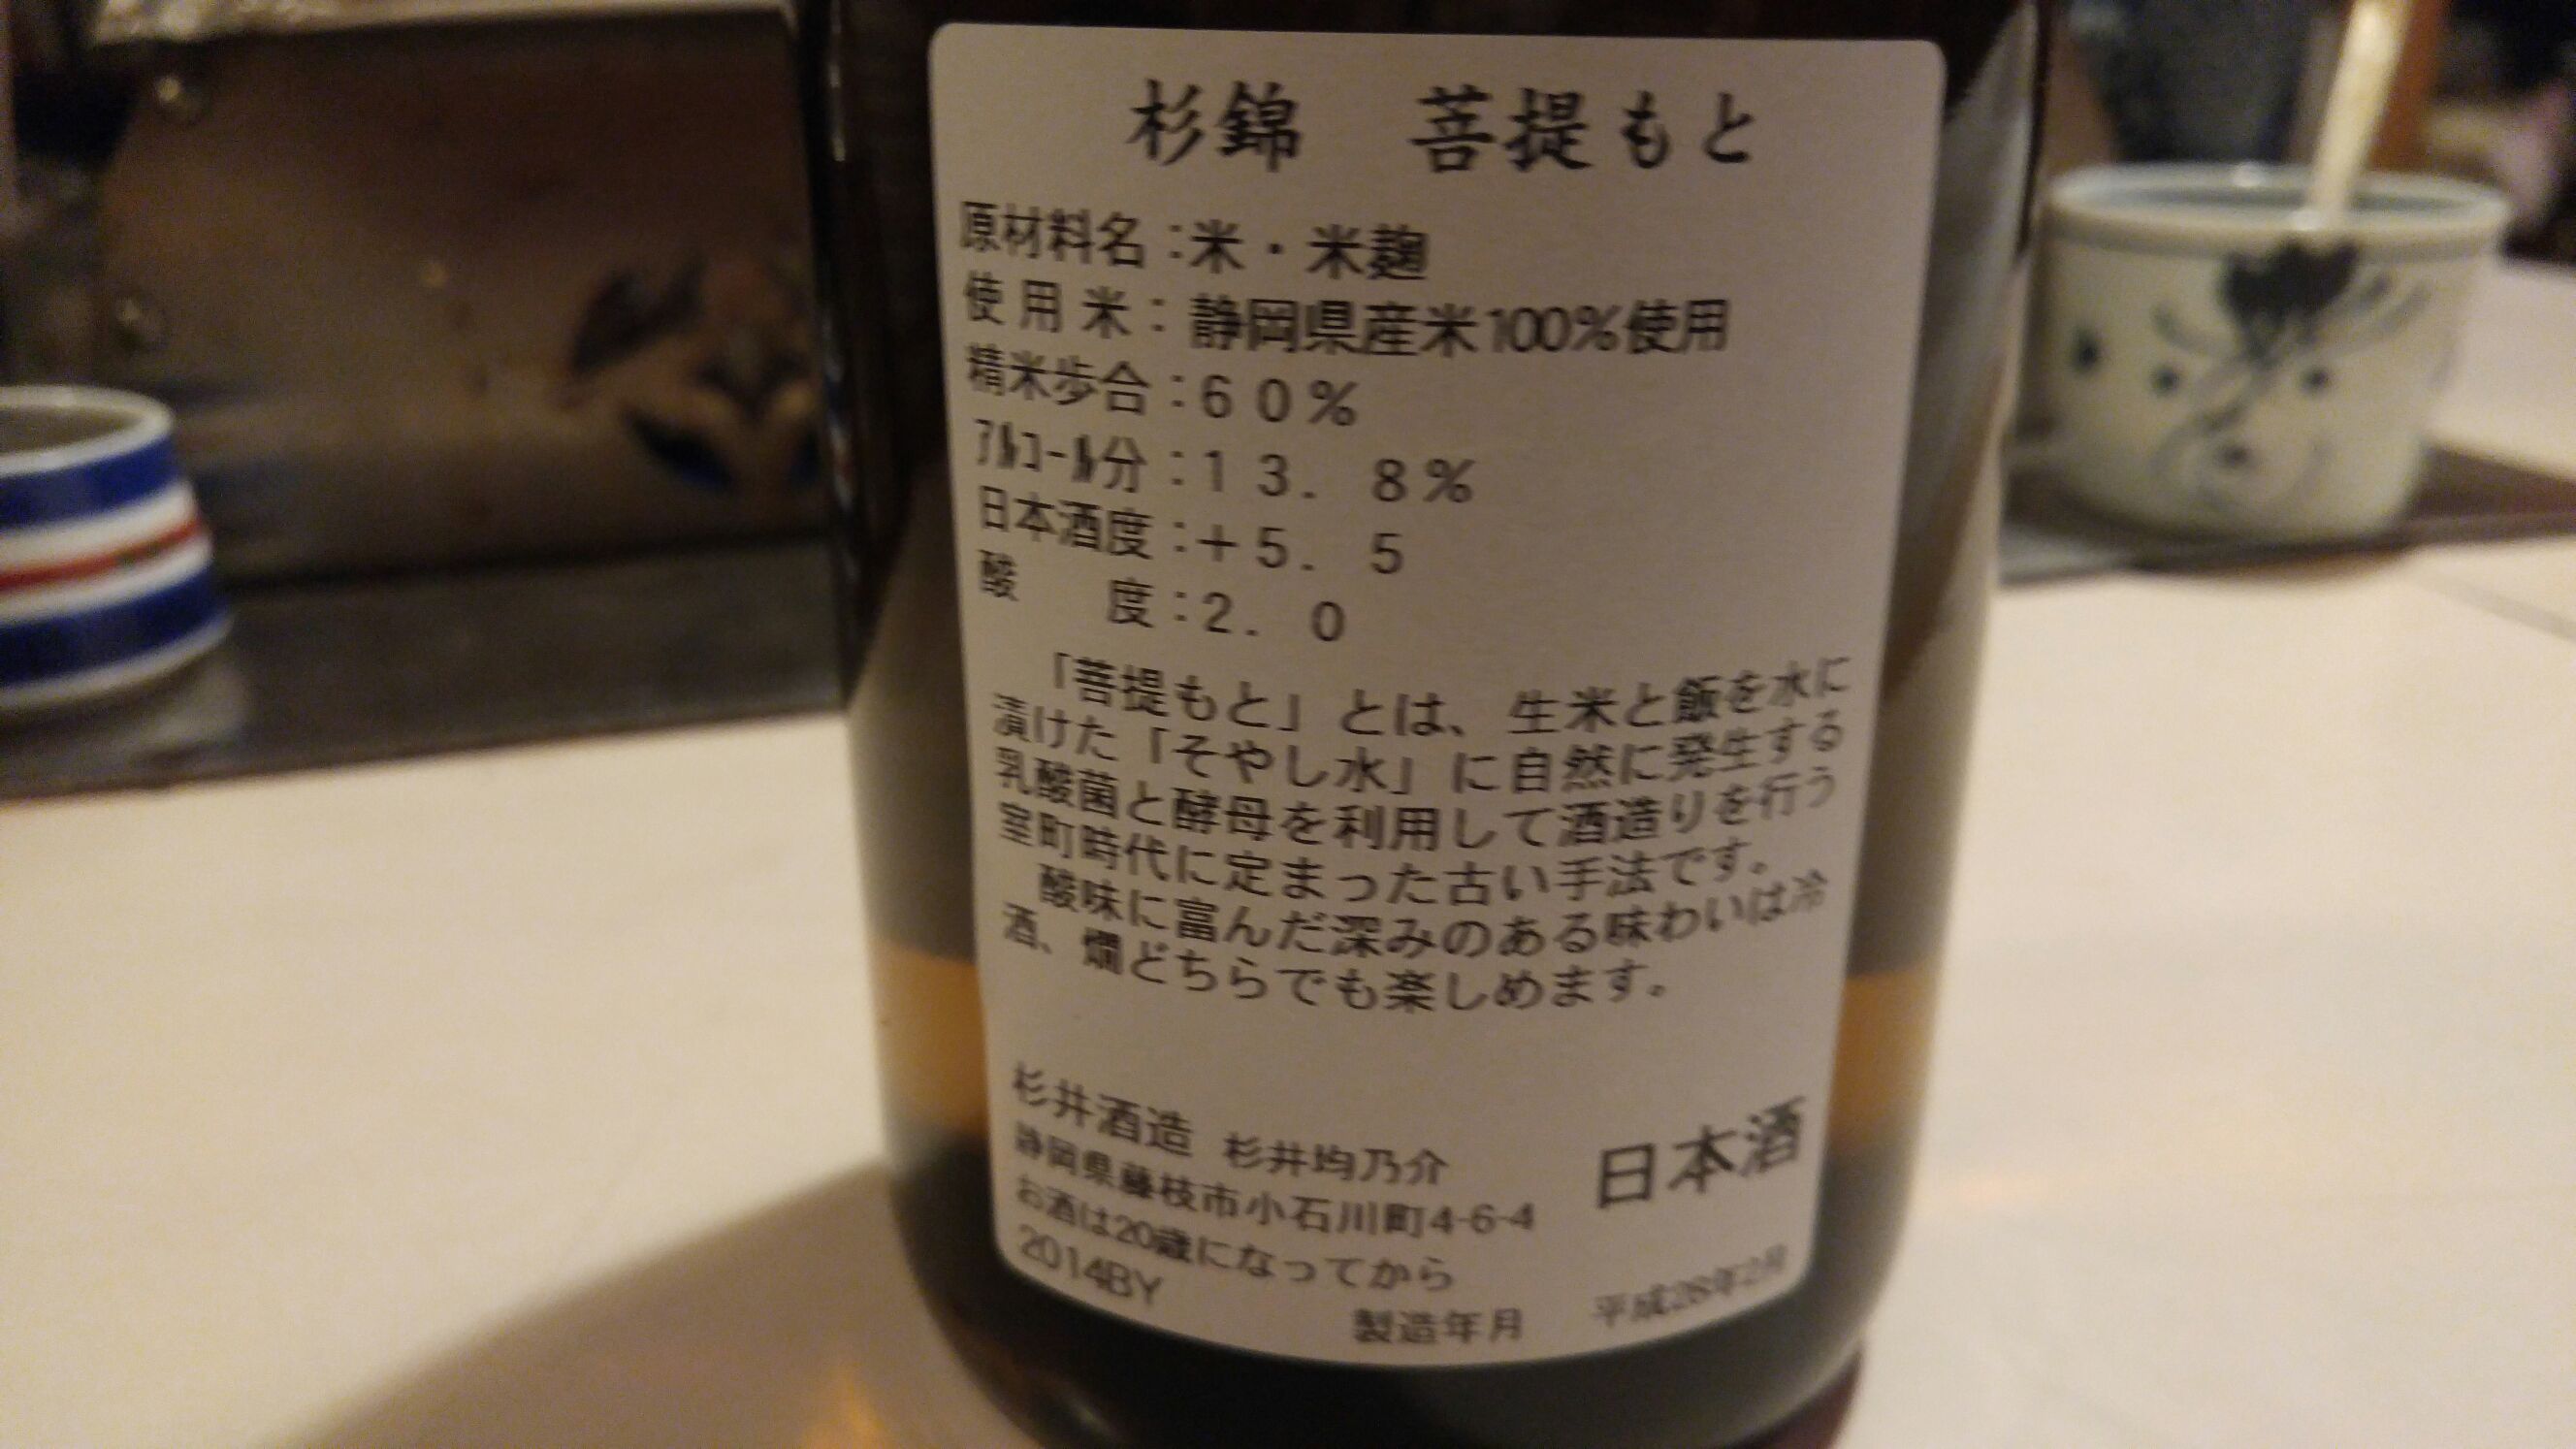 杉錦　菩提もと
原材料名：米・米麹
使用米：静岡県産米100%使用
精米歩合：６０％
ｱﾙｺｰﾙ分：１３．８％
日本酒度：＋５．５
酸　　度：２．０
「菩提もと」とは、生米と飯を水に
漬けた「そやし水」に自然に発生する
乳酸菌と酵母を利用して酒造りを行う
室町時代に定まった古い手法です。
酸味に富んだ深みのある味わいは冷
酒、燗どちらでも楽しめます。
杉井酒造 杉井均乃介
静岡県藤枝市小石川町4-6-4
日本酒
お酒は20歳になってから
2014BY
製造年月 平成28年2月